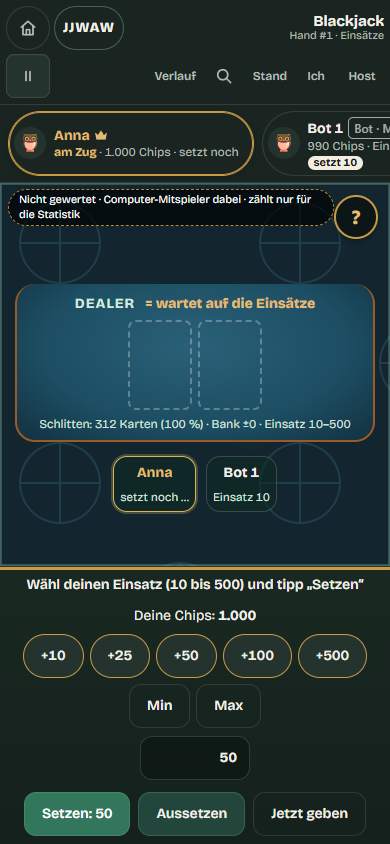 JJWAW
Blackjack
Hand #1 · Einsätze
Verlauf
Stand
Ich
Host
Anna
am Zug · 1.000 Chips · setzt noch
Bot 1
Bot · M
990 Chips · Ein
setzt 10
Nicht gewertet · Computer-Mitspieler dabei · zählt nur für
die Statistik
?
DEALER = wartet auf die Einsätze
Schlitten: 312 Karten (100 %) · Bank ±0 · Einsatz 10–500
Anna
setzt noch ...
Bot 1
Einsatz 10
Wähl deinen Einsatz (10 bis 500) und tipp „Setzen“
Deine Chips: 1.000
+10
+25
+50
+100
+500
Min
Max
50
Setzen: 50
Aussetzen
Jetzt geben